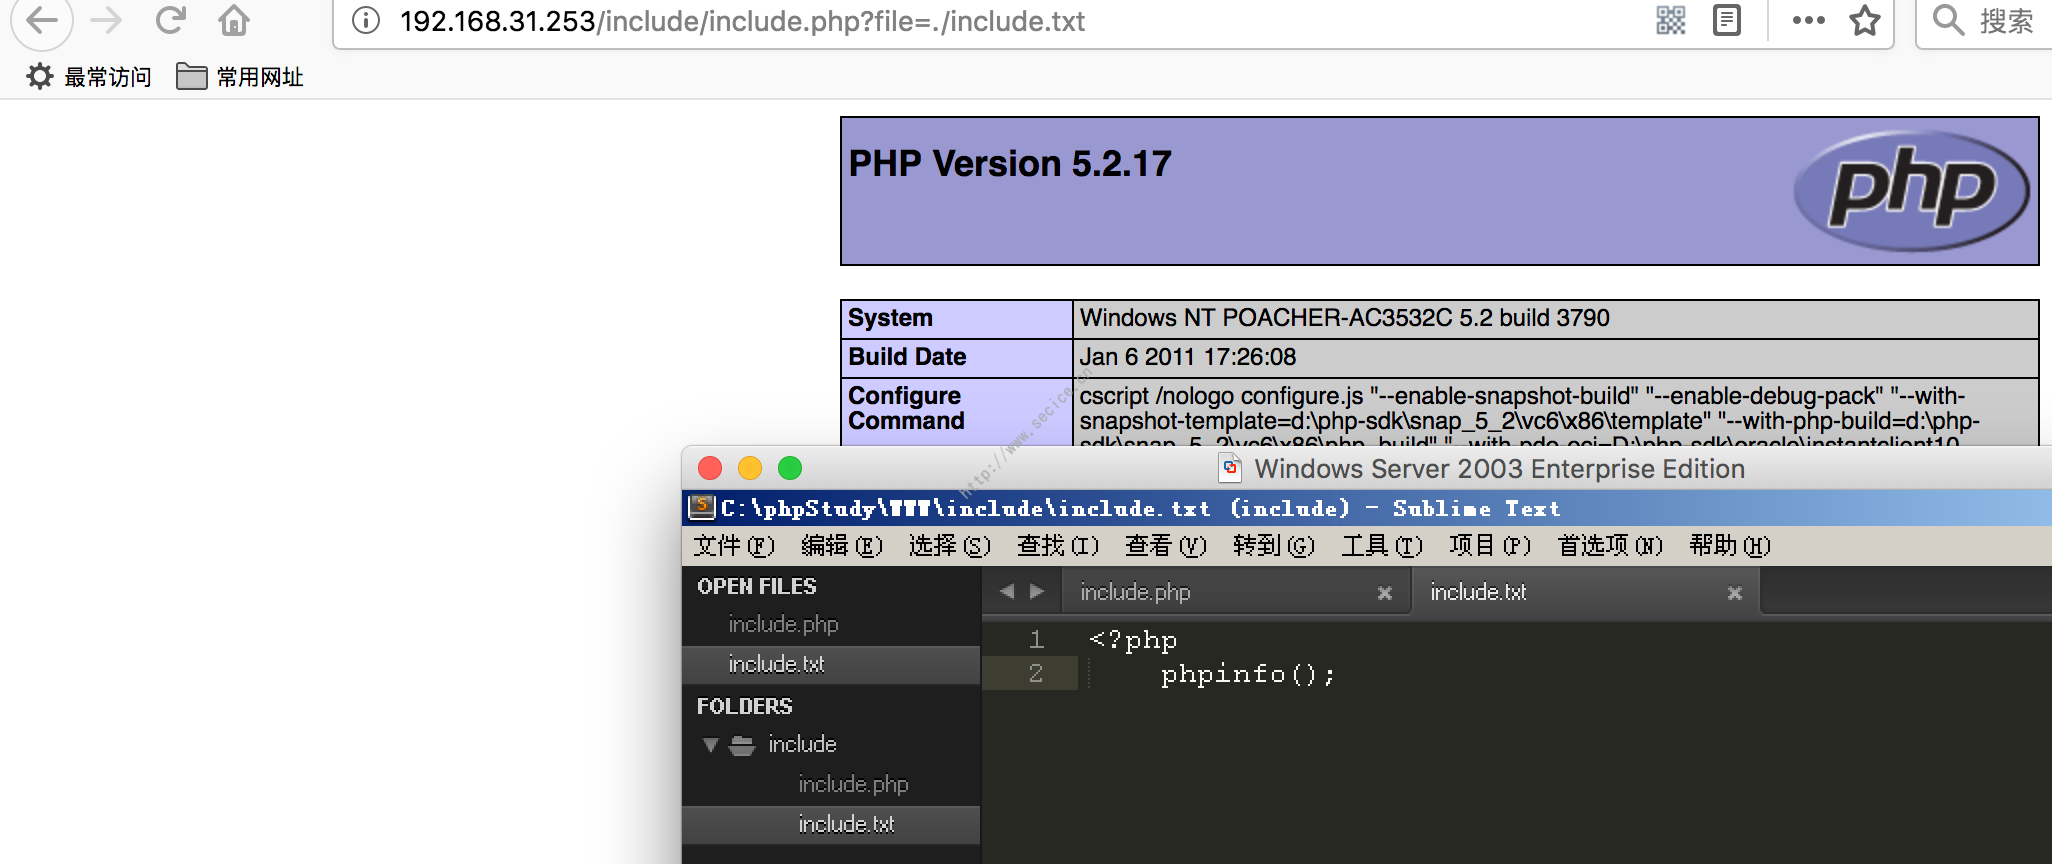 192.168.31.253/include/include.php?file=./include.txt
搜索
最常访问 常用网址
PHP Version 5.2.17
php
System Windows NT POACHER-AC3532C 5.2 build 3790
Build Date Jan 6 2011 17:26:08
Configure Command cscript /nologo configure.js "--enable-snapshot-build" "--enable-debug-pack" "--with-
snapshot-template=d:\php-sdk\snap_5_2\vc6\x86\template" "--with-php-build=d:\php-
sdk\snap_5_2\vc6\x86\php_build" "--with-pdo-oci=D:\php-sdk\oracle\instantclient10
http://www.secice.cn
Windows Server 2003 Enterprise Edition
C:\phpStudy\WWW\include\include.txt (include) - Sublime Text
文件(F) 编辑(E) 选择(S) 查找(I) 查看(V) 转到(G) 工具(T) 项目(P) 首选项(N) 帮助(H)
OPEN FILES
include.php
include.txt
FOLDERS
include
include.php
include.txt
include.php include.txt
1 <?php
2 phpinfo();